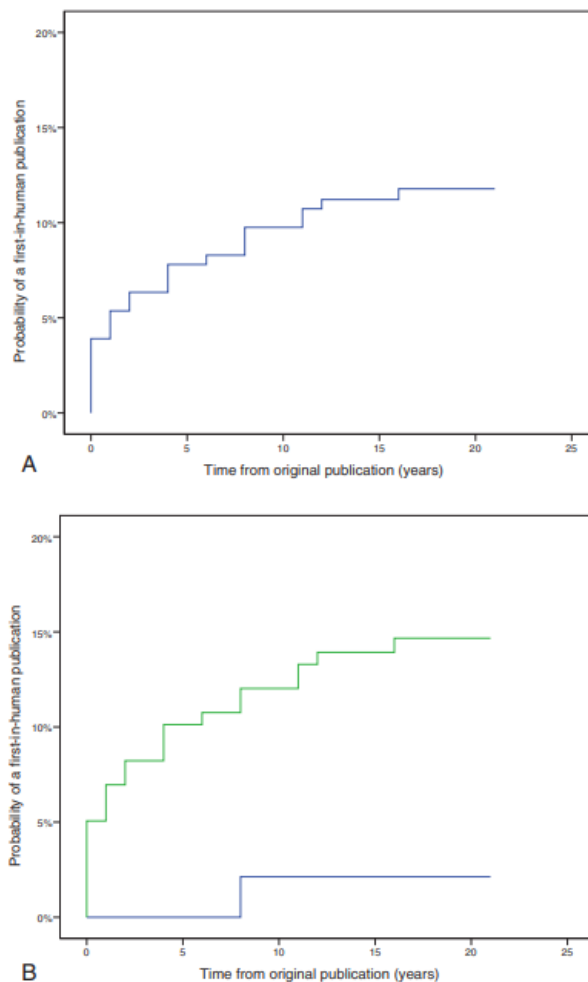 20%
15%
10%
5%
0%
Probability of a first-in-human publication
0 5 10 15 20 25
Time from original publication (years)
A
20%
15%
10%
5%
0%
Probability of a first-in-human publication
0 5 10 15 20 25
Time from original publication (years)
B